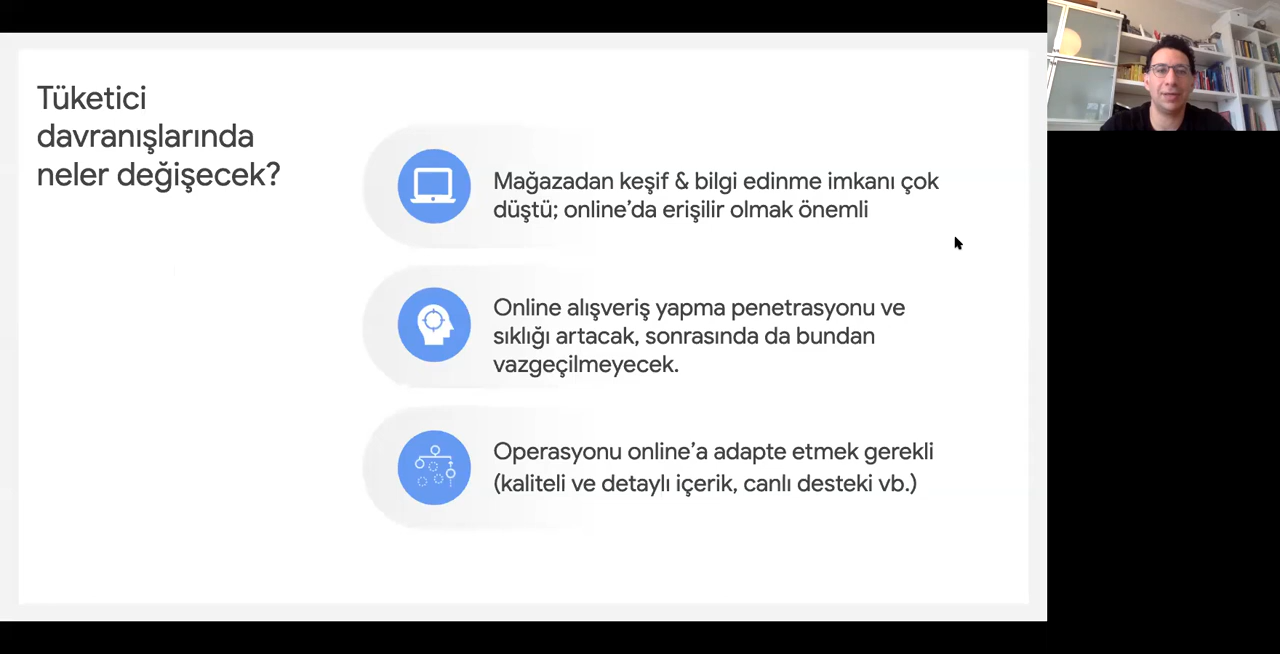 Tüketici
davranışlarında
neler değişecek?
Mağazadan keşif & bilgi edinme imkanı çok
düştü; online’da erişilir olmak önemli
Online alışveriş yapma penetrasyonu ve
sıklığı artacak, sonrasında da bundan
vazgeçilmeyecek.
Operasyonu online’a adapte etmek gerekli
(kaliteli ve detaylı içerik, canlı desteki vb.)